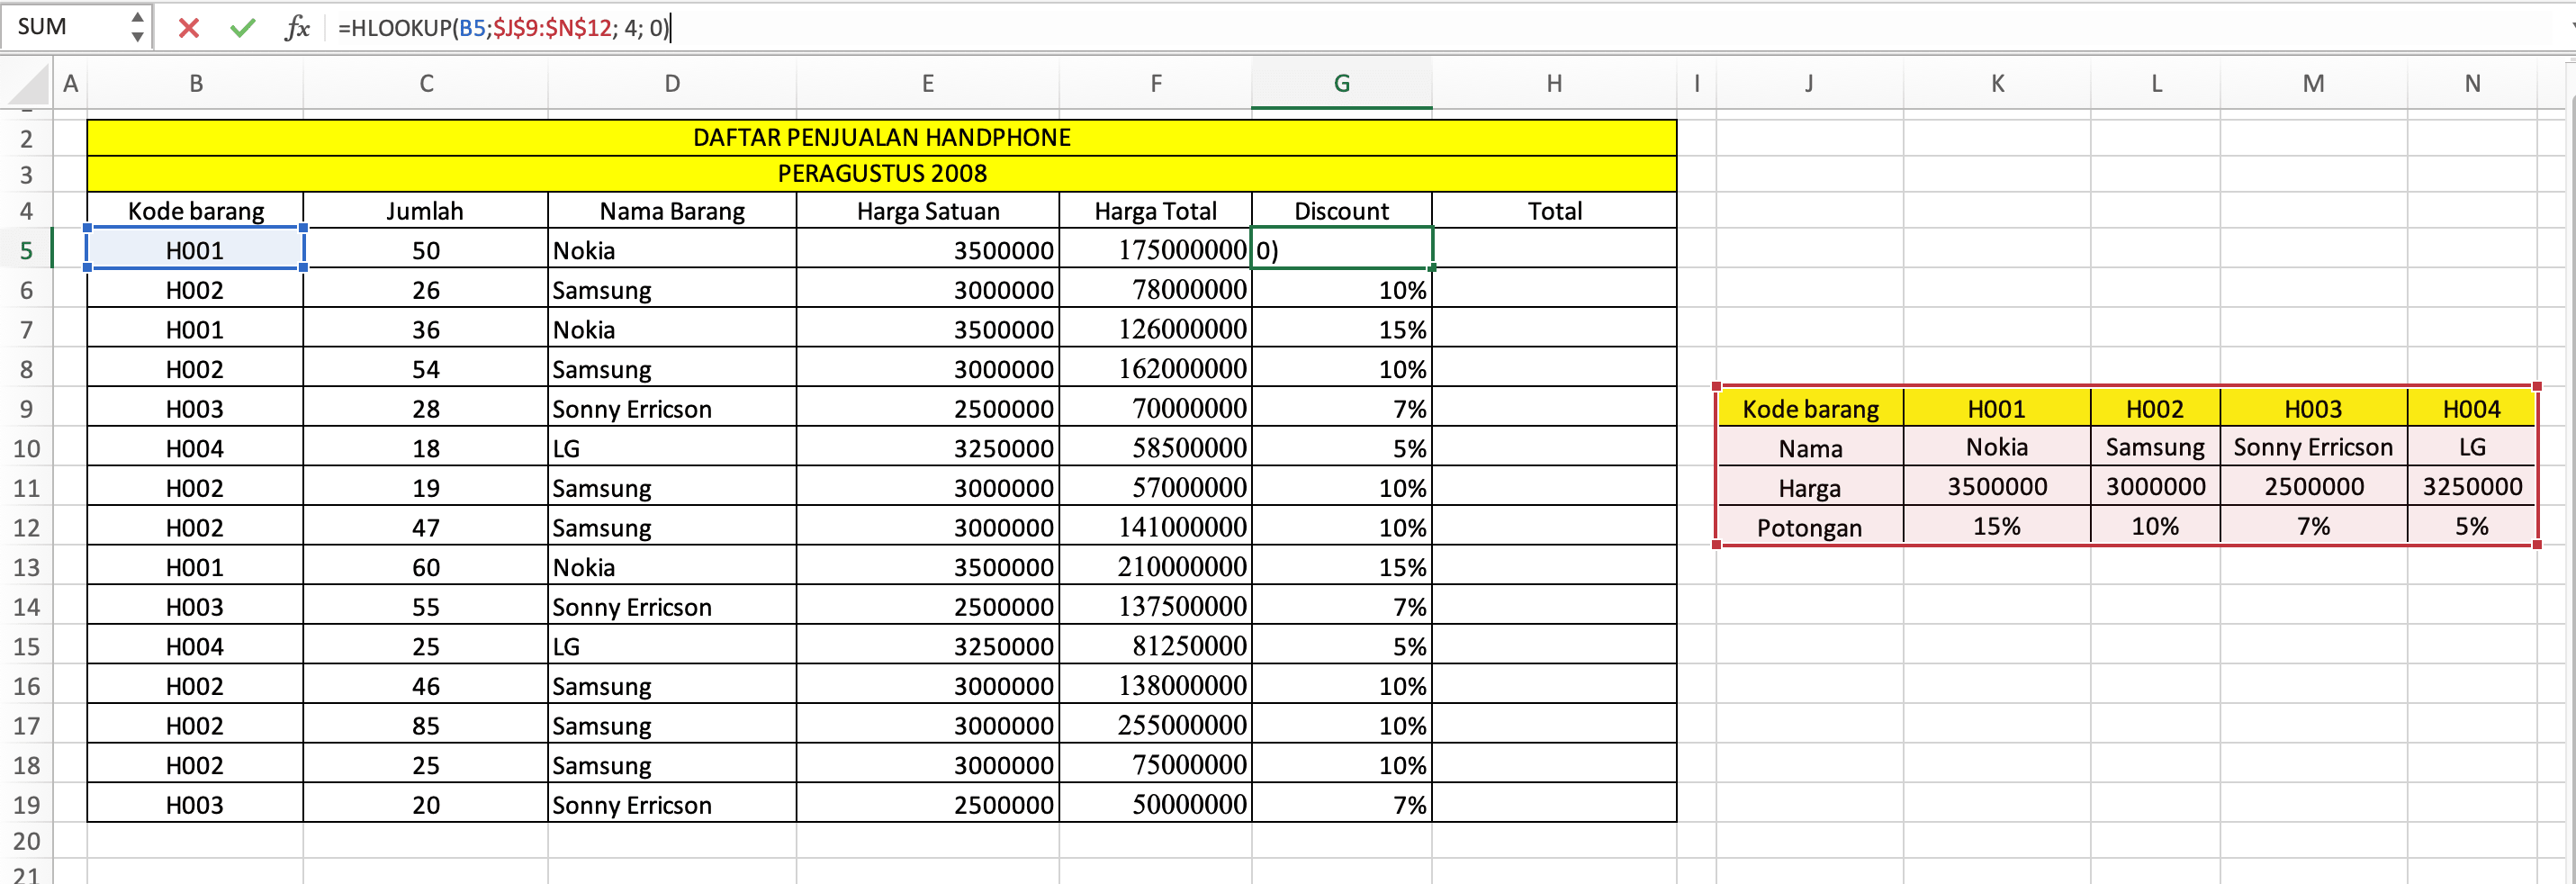 SUM fx =HLOOKUP(B5;$J$9:$N$12; 4; 0)
A B C D E F G H I J K L M N
2 DAFTAR PENJUALAN HANDPHONE
3 PERAGUSTUS 2008
4 Kode barang Jumlah Nama Barang Harga Satuan Harga Total Discount Total
5 H001 50 Nokia 3500000 175000000 0)
6 H002 26 Samsung 3000000 78000000 10%
7 H001 36 Nokia 3500000 126000000 15%
8 H002 54 Samsung 3000000 162000000 10%
9 H003 28 Sonny Erricson 2500000 70000000 7% Kode barang H001 H002 H003 H004
10 H004 18 LG 3250000 58500000 5% Nama Nokia Samsung Sonny Erricson LG
11 H002 19 Samsung 3000000 57000000 10% Harga 3500000 3000000 2500000 3250000
12 H002 47 Samsung 3000000 141000000 10% Potongan 15% 10% 7% 5%
13 H001 60 Nokia 3500000 210000000 15%
14 H003 55 Sonny Erricson 2500000 137500000 7%
15 H004 25 LG 3250000 81250000 5%
16 H002 46 Samsung 3000000 138000000 10%
17 H002 85 Samsung 3000000 255000000 10%
18 H002 25 Samsung 3000000 75000000 10%
19 H003 20 Sonny Erricson 2500000 50000000 7%
20
21